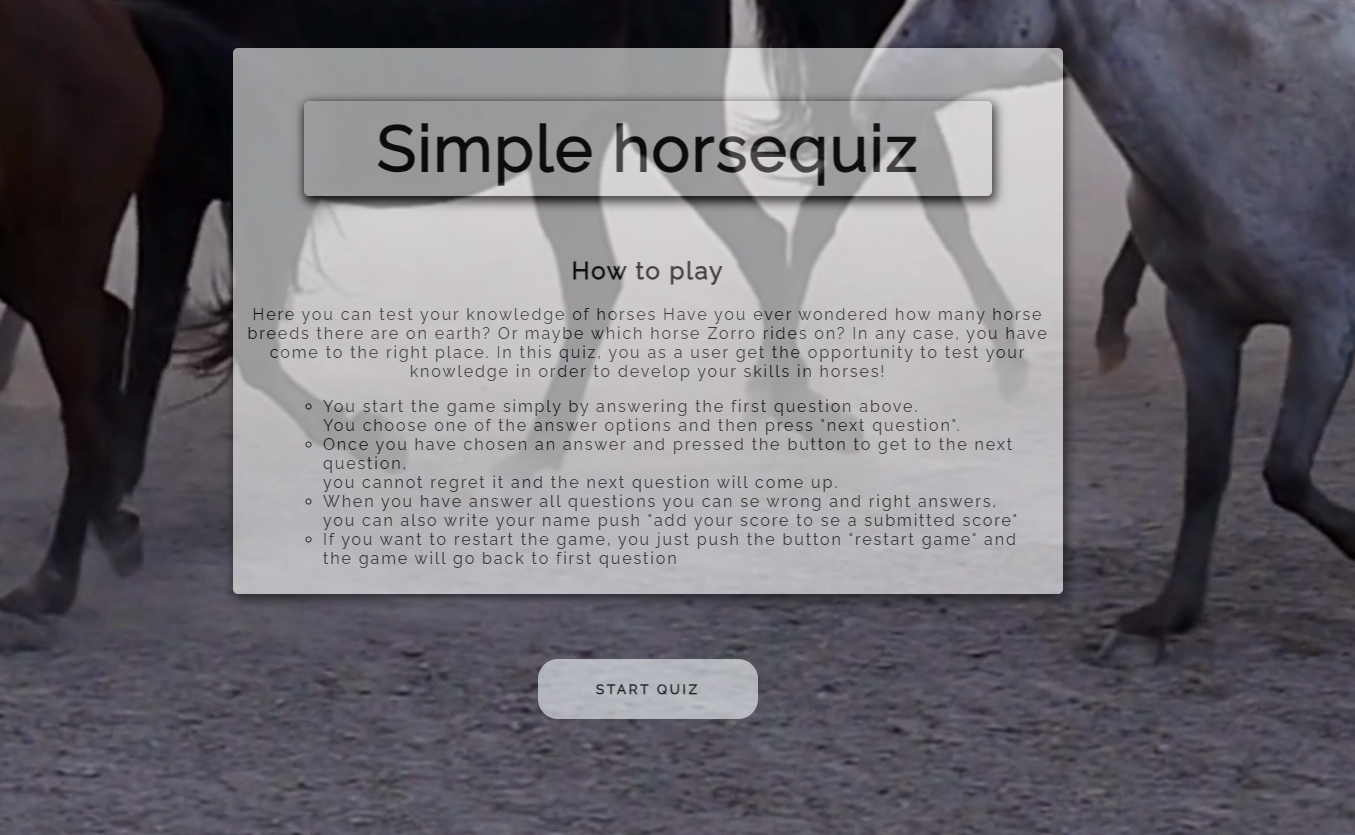 Simple horsequiz
How to play
Here you can test your knowledge of horses Have you ever wondered how many horse
breeds there are on earth? Or maybe which horse Zorro rides on? In any case, you have
come to the right place. In this quiz, you as a user get the opportunity to test your
knowledge in order to develop your skills in horses!
You start the game simply by answering the first question above.
You choose one of the answer options and then press "next question".
Once you have chosen an answer and pressed the button to get to the next
question,
you cannot regret it and the next question will come up.
When you have answer all questions you can se wrong and right answers,
you can also write your name push "add your score to se a submitted score"
If you want to restart the game, you just push the button "restart game" and
the game will go back to first question
START QUIZ